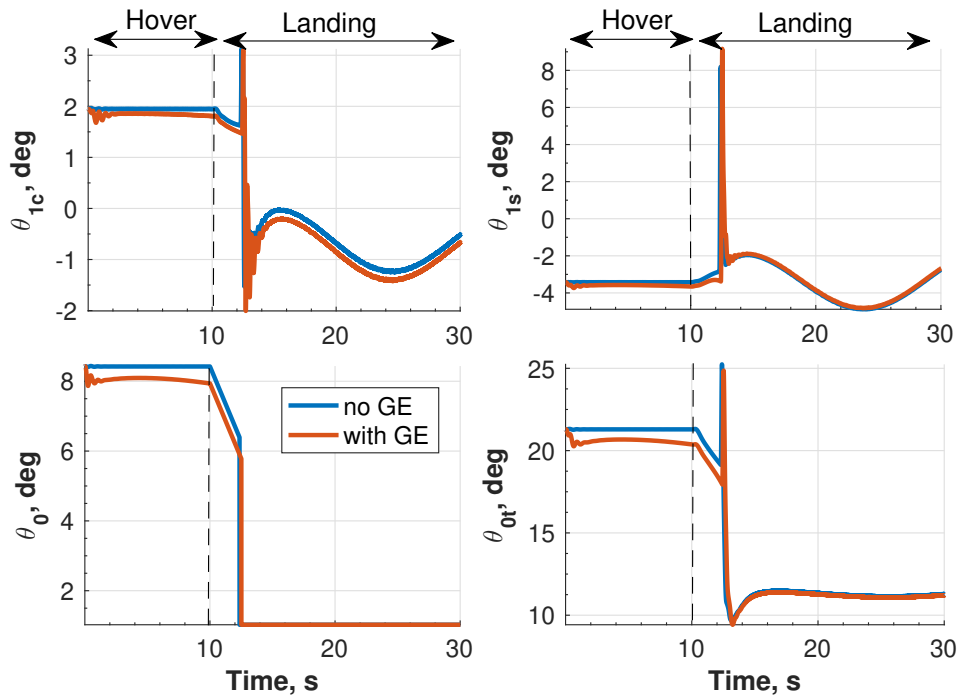 Hover Landing
Hover Landing
θ1c, deg
3
2
1
0
-1
-2
10 20 30
θ1s, deg
8
6
4
2
0
-2
-4
10 20 30
θ0, deg
8
6
4
2
10 20 30
Time, s
no GE
with GE
θ0t, deg
25
20
15
10
10 20 30
Time, s